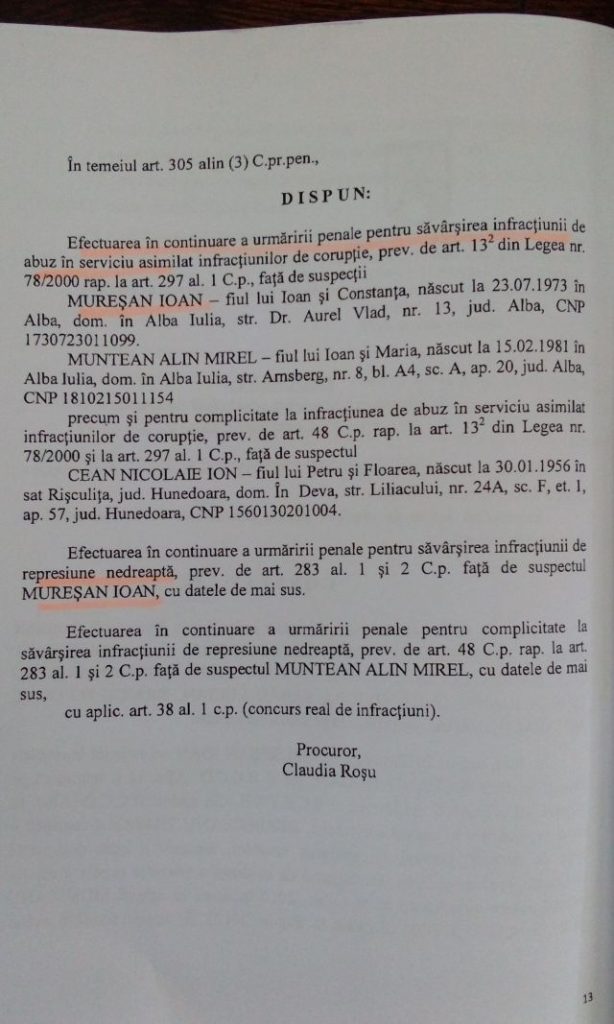 În temeiul art. 305 alin (3) C.pr.pen.,
D I S P U N:
Efectuarea în continuare a urmăririi penale pentru săvârşirea infracţiunii de
abuz în serviciu asimilat infracţiunilor de corupţie, prev. de art. 13² din Legea nr.
78/2000 rap. la art. 297 al. 1 C.p., faţă de suspecţii
MUREŞAN IOAN – fiul lui Ioan şi Constanţa, născut la 23.07.1973 în
Alba, dom. în Alba Iulia, str. Dr. Aurel Vlad, nr. 13, jud. Alba, CNP
1730723011099.
MUNTEAN ALIN MIREL – fiul lui Ioan şi Maria, născut la 15.02.1981 în
Alba Iulia, dom. în Alba Iulia, str. Arnsberg, nr. 8, bl. A4, sc. A, ap. 20, jud. Alba,
CNP 1810215011154
precum şi pentru complicitate la infracţiunea de abuz în serviciu asimilat
infracţiunilor de corupţie, prev. de art. 48 C.p. rap. la art. 13² din Legea nr.
78/2000 şi la art. 297 al. 1 C.p., faţă de suspectul
CEAN NICOLAIE ION – fiul lui Petru şi Floarea, născut la 30.01.1956 în
sat Rişculiţa, jud. Hunedoara, dom. În Deva, str. Liliacului, nr. 24A, sc. F, et. 1,
ap. 57, jud. Hunedoara, CNP 1560130201004.
Efectuarea în continuare a urmăririi penale pentru săvârşirea infracţiunii de
represiune nedreaptă, prev. de art. 283 al. 1 şi 2 C.p. faţă de suspectul
MUREŞAN IOAN, cu datele de mai sus.
Efectuarea în continuare a urmăririi penale pentru complicitate la
săvârşirea infracţiunii de represiune nedreaptă, prev. de art. 48 C.p. rap. la art.
283 al. 1 şi 2 C.p. faţă de suspectul MUNTEAN ALIN MIREL, cu datele de mai
sus,
cu aplic. art. 38 al. 1 c.p. (concurs real de infracţiuni).
Procuror,
Claudia Roşu
13